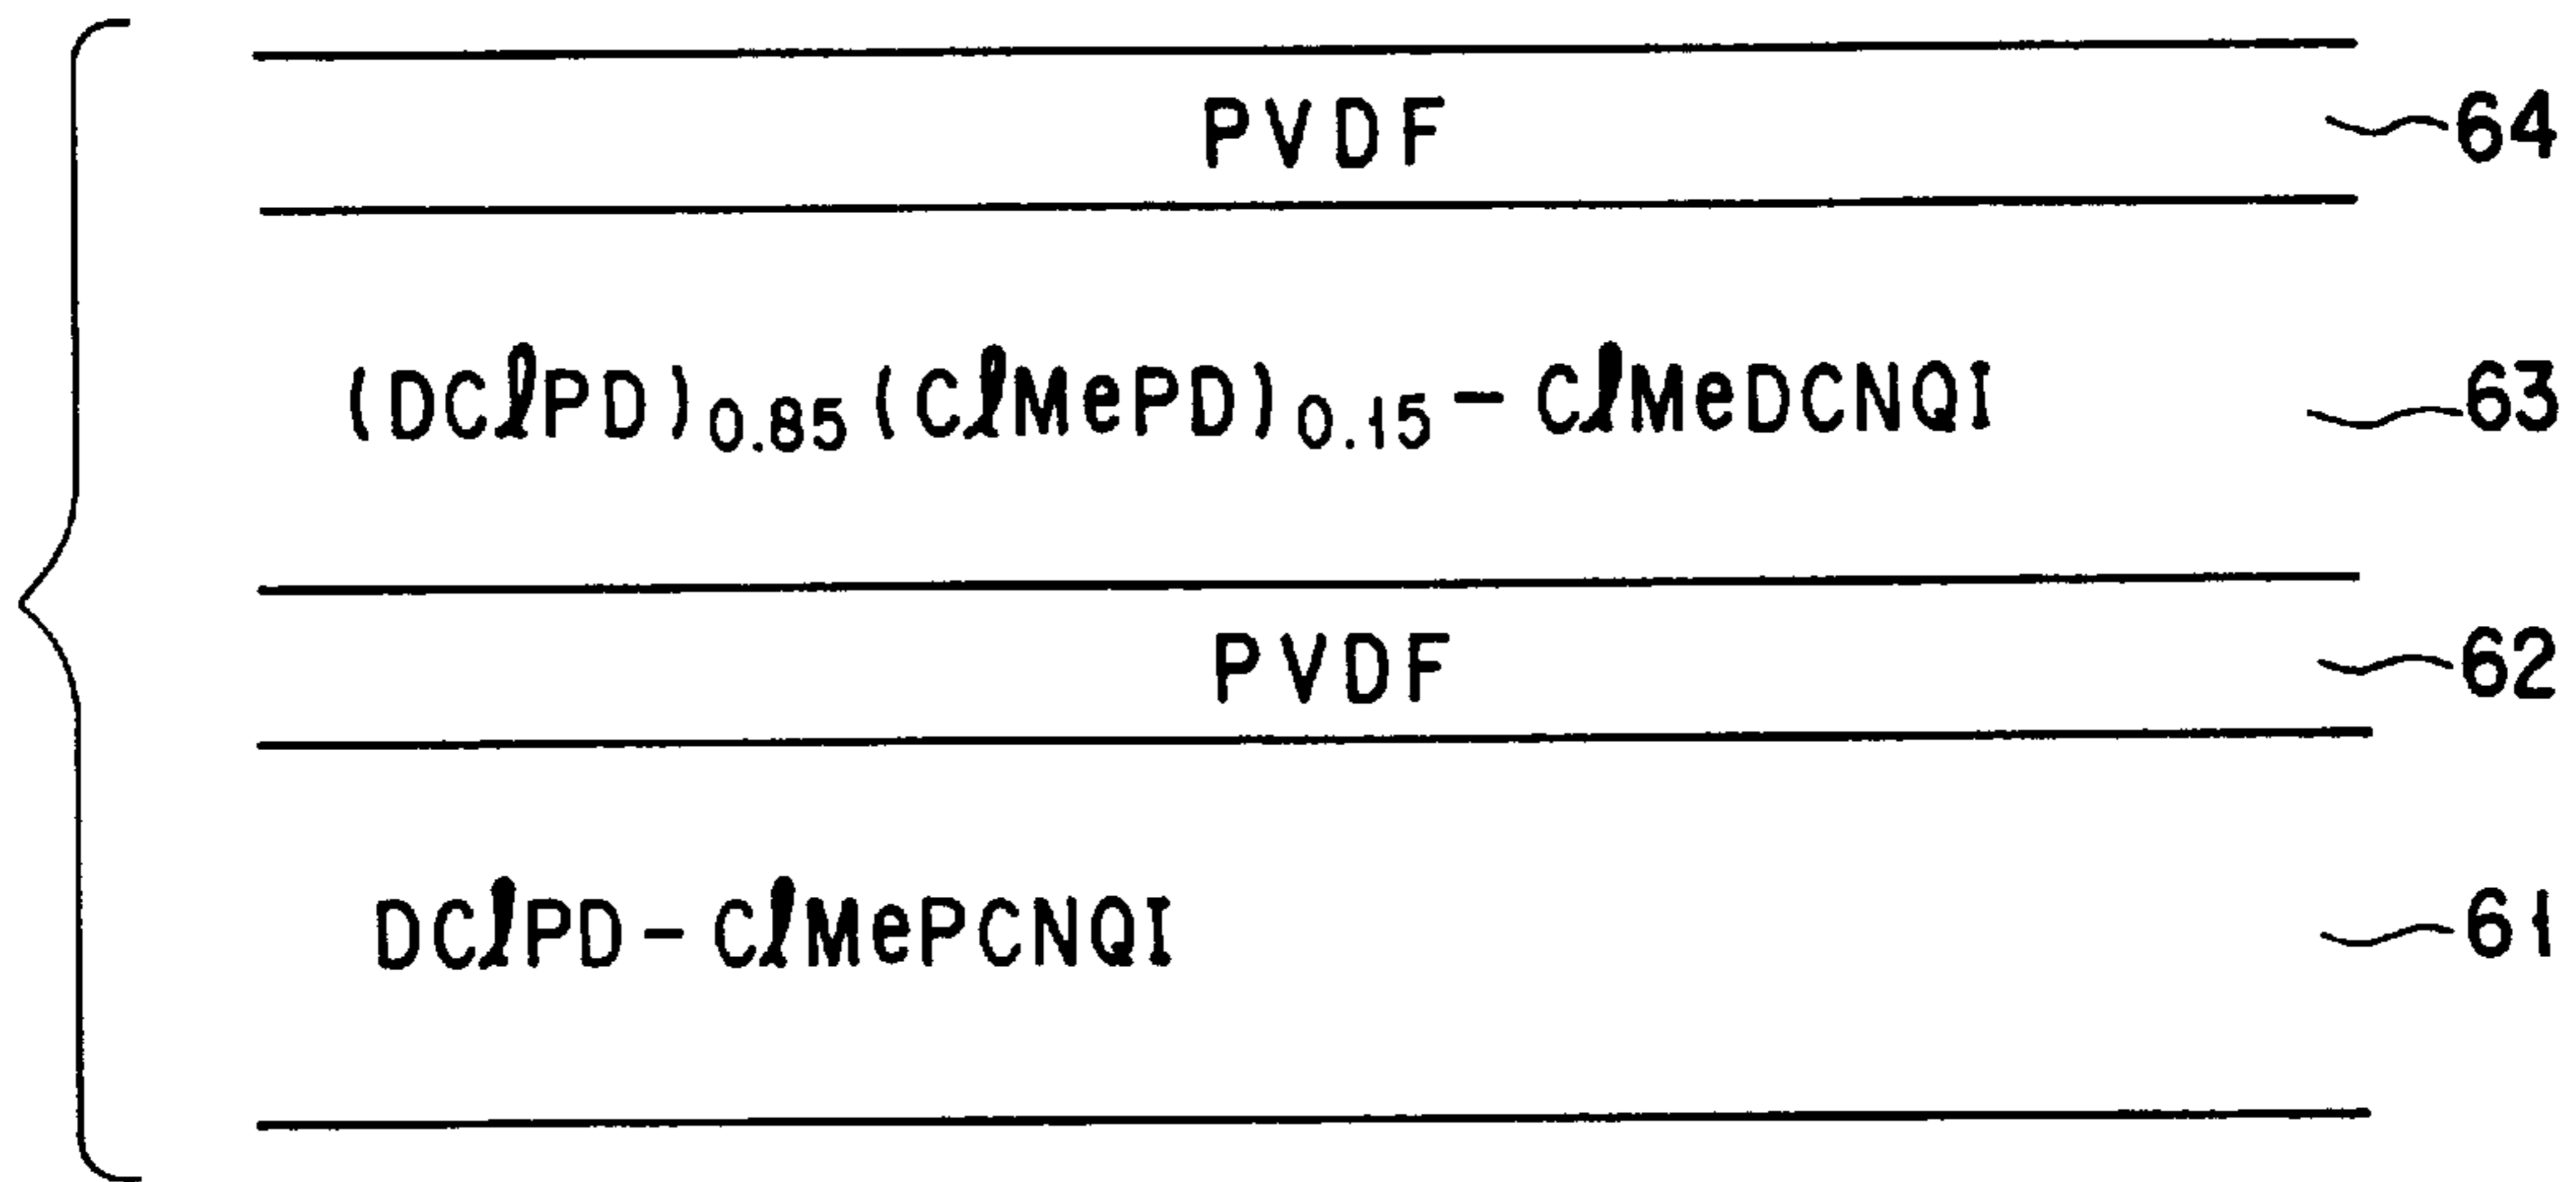 PVDF 64
(DClPD)0.85(ClMePD)0.15-ClMeDCNQI 63
PVDF 62
DClPD-ClMePCNQI 61